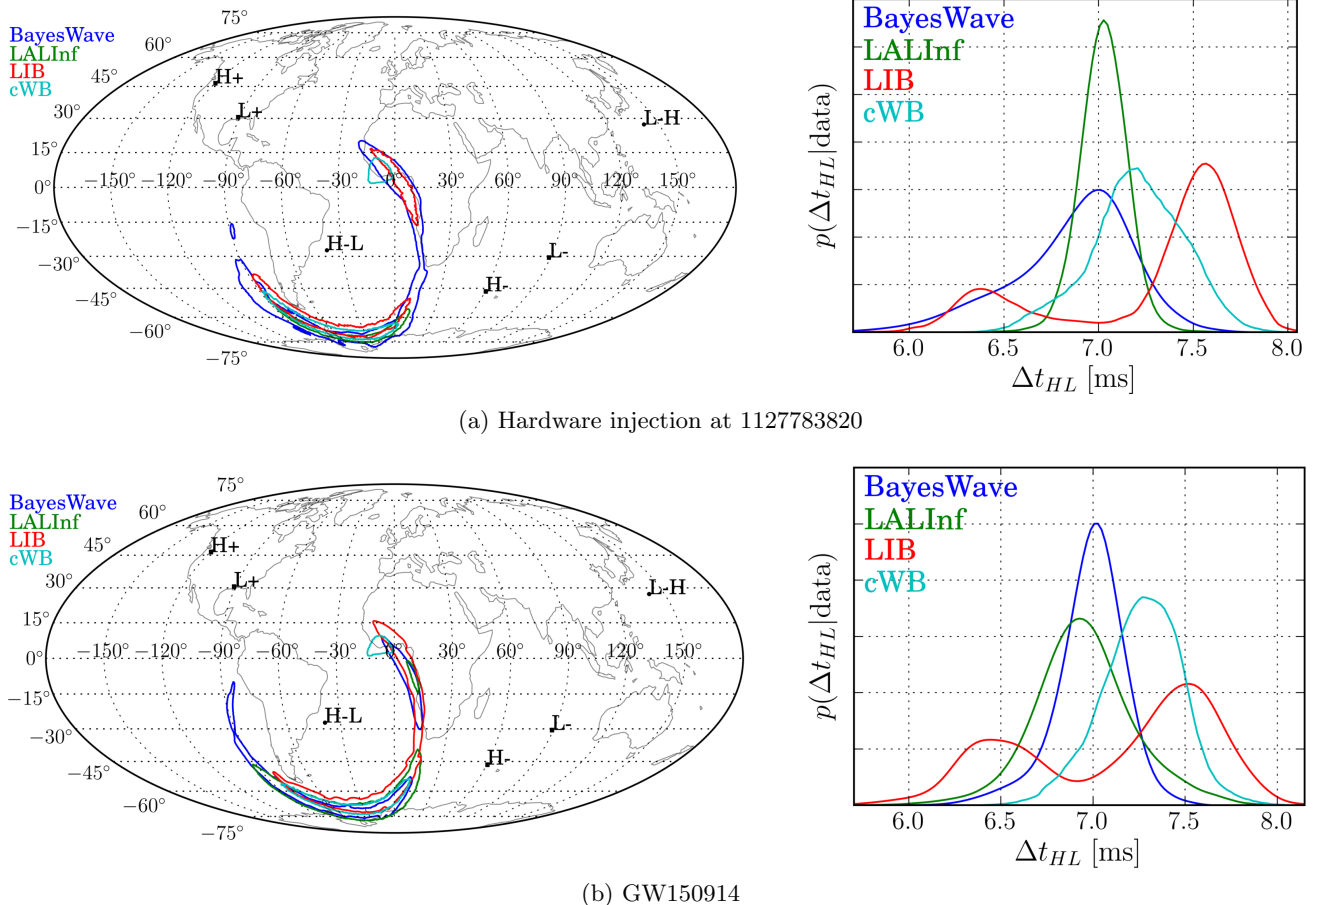 BayesWave
LALInf
LIB
cWB
75°
60°
45°
30°
15°
0°
−15°
−30°
−45°
−60°
−75°
−150° −120° −90° −60° −30° 0° 30° 60° 90° 120° 150°
H+
L+
L-H
H-L
L-
H-
BayesWave
LALInf
LIB
cWB
p(Δt_HL|data)
6.0 6.5 7.0 7.5 8.0
Δt_HL [ms]
(a) Hardware injection at 1127783820
BayesWave
LALInf
LIB
cWB
75°
60°
45°
30°
15°
0°
−15°
−30°
−45°
−60°
−75°
−150° −120° −90° −60° −30° 0° 30° 60° 90° 120° 150°
H+
L+
L-H
H-L
L-
H-
BayesWave
LALInf
LIB
cWB
p(Δt_HL|data)
6.0 6.5 7.0 7.5 8.0
Δt_HL [ms]
(b) GW150914